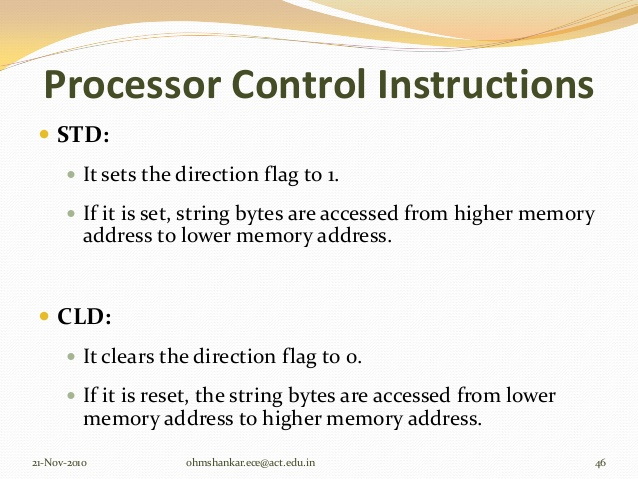 Processor Control Instructions
• STD:
• It sets the direction flag to 1.
• If it is set, string bytes are accessed from higher memory
address to lower memory address.
• CLD:
• It clears the direction flag to 0.
• If it is reset, the string bytes are accessed from lower
memory address to higher memory address.
21-Nov-2010 ohmshankar.ece@act.edu.in 46